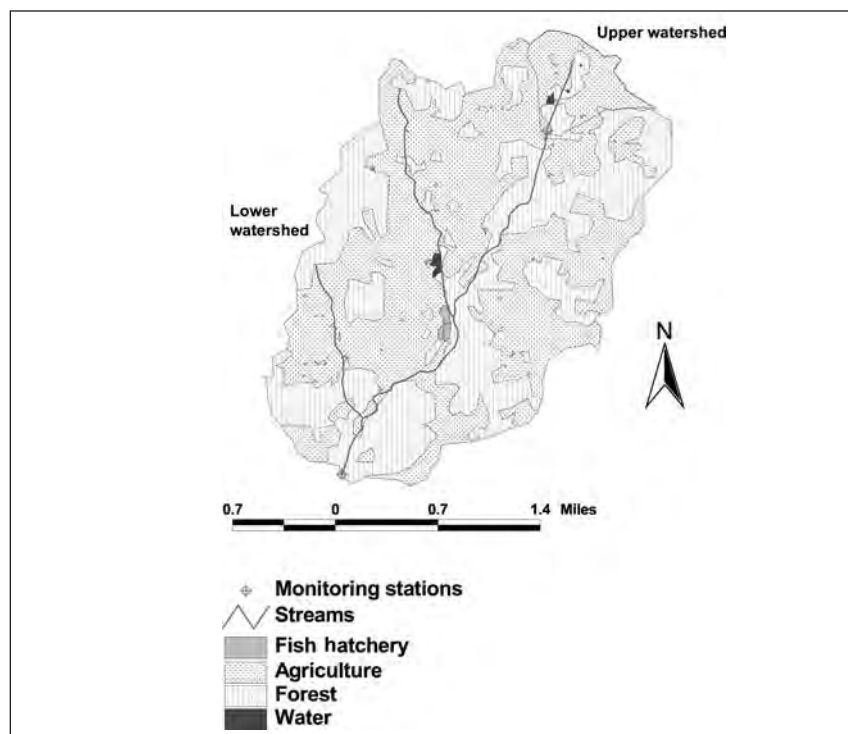 Upper watershed
Lower
watershed
N
0.7 0 0.7 1.4 Miles
Monitoring stations
Streams
Fish hatchery
Agriculture
Forest
Water